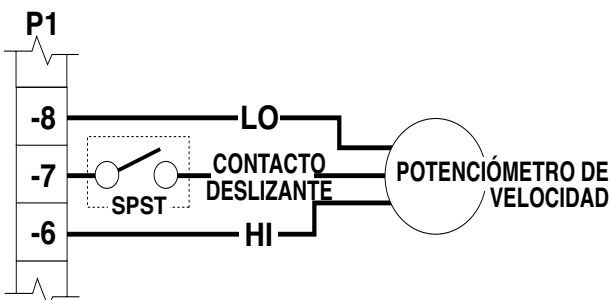 P1
-8
LO
-7
SPST
CONTACTO
DESLIZANTE
POTENCIÓMETRO DE
VELOCIDAD
-6
HI